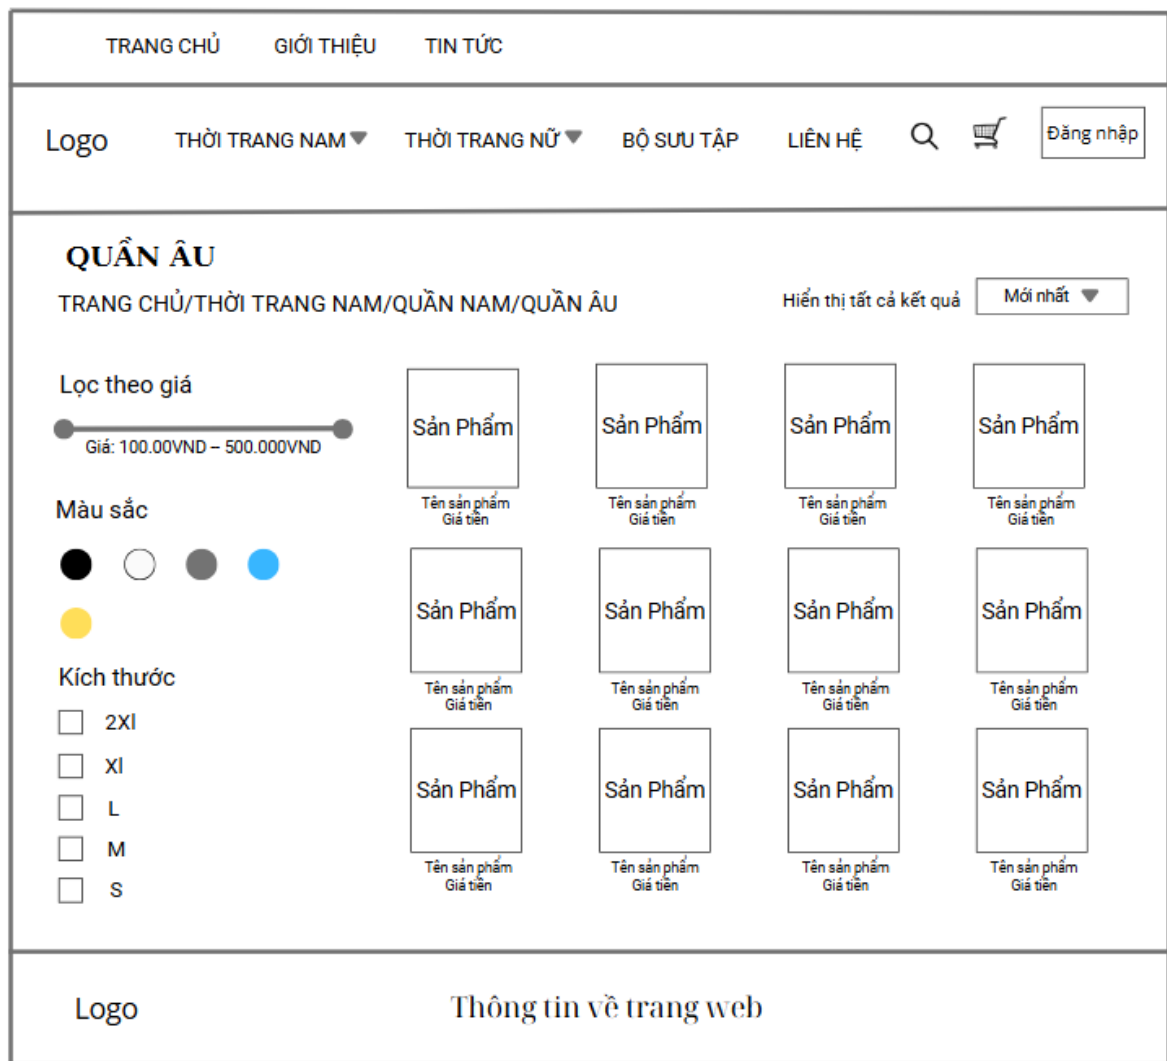 TRANG CHỦ GIỚI THIỆU TIN TỨC
Logo THỜI TRANG NAM THỜI TRANG NỮ BỘ SƯU TẬP LIÊN HỆ Đăng nhập
QUẦN ÂU
TRANG CHỦ/THỜI TRANG NAM/QUẦN NAM/QUẦN ÂU
Hiển thị tất cả kết quả Mới nhất
Lọc theo giá
Giá: 100.00VND – 500.000VND
Màu sắc
Kích thước
2Xl
Xl
L
M
S
Sản Phẩm Sản Phẩm Sản Phẩm Sản Phẩm
Tên sản phẩm Tên sản phẩm Tên sản phẩm Tên sản phẩm
Giá tiền Giá tiền Giá tiền Giá tiền
Sản Phẩm Sản Phẩm Sản Phẩm Sản Phẩm
Tên sản phẩm Tên sản phẩm Tên sản phẩm Tên sản phẩm
Giá tiền Giá tiền Giá tiền Giá tiền
Sản Phẩm Sản Phẩm Sản Phẩm Sản Phẩm
Tên sản phẩm Tên sản phẩm Tên sản phẩm Tên sản phẩm
Giá tiền Giá tiền Giá tiền Giá tiền
Logo Thông tin về trang web